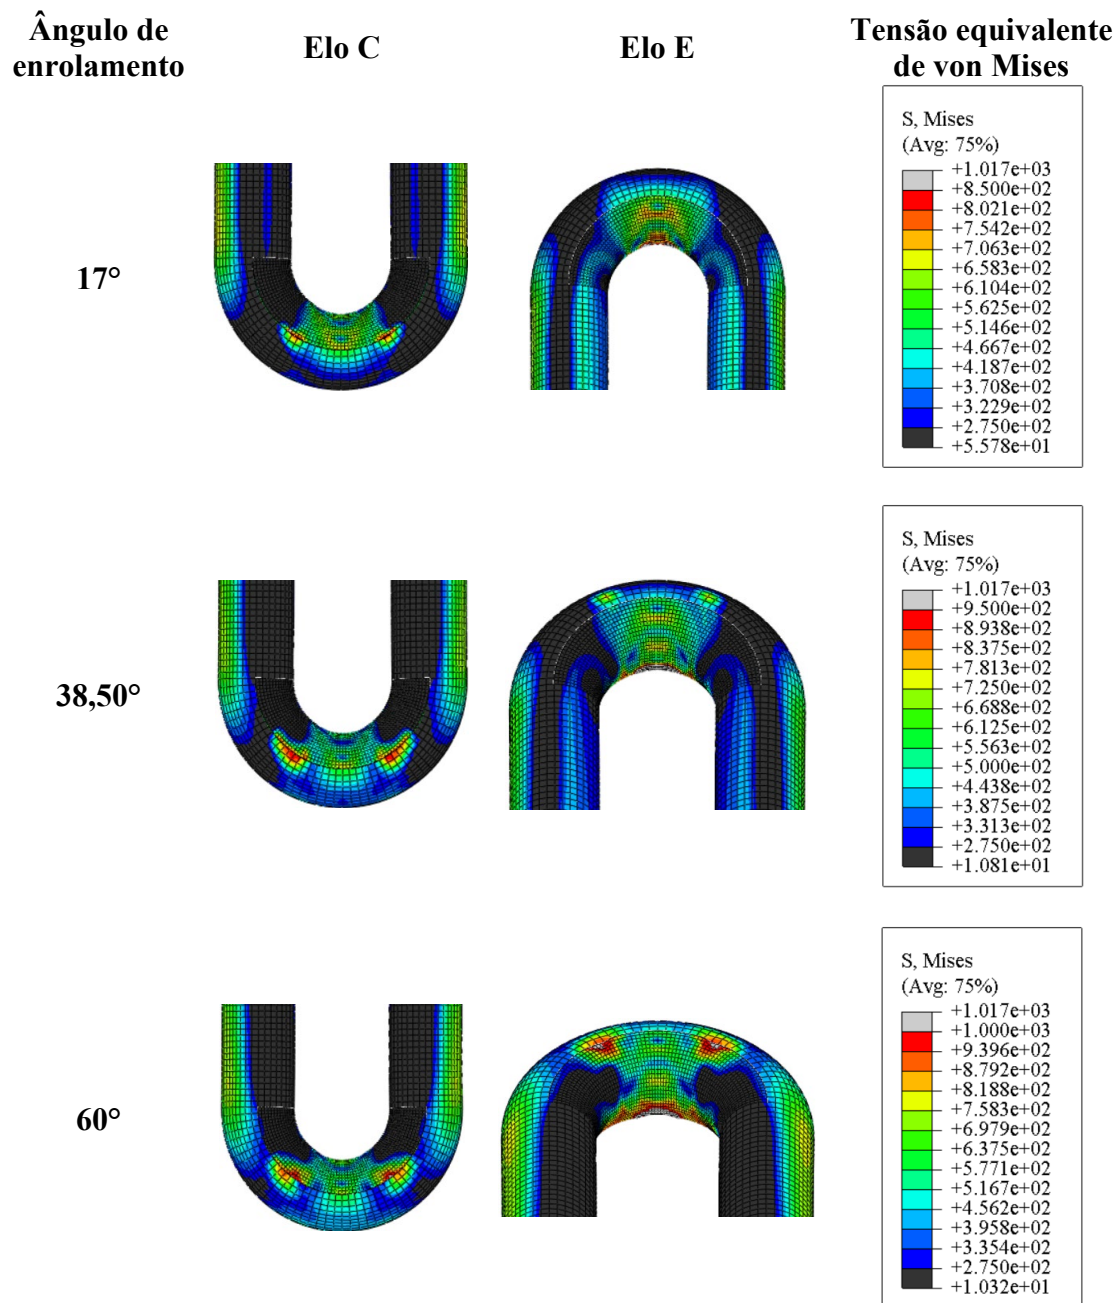 Ângulo de
enrolamento
Elo C
Elo E
Tensão equivalente
de von Mises
17°
S, Mises
(Avg: 75%)
+1.017e+03
+8.500e+02
+8.021e+02
+7.542e+02
+7.063e+02
+6.583e+02
+6.104e+02
+5.625e+02
+5.146e+02
+4.667e+02
+4.187e+02
+3.708e+02
+3.229e+02
+2.750e+02
+5.578e+01
38,50°
S, Mises
(Avg: 75%)
+1.017e+03
+9.500e+02
+8.938e+02
+8.375e+02
+7.813e+02
+7.250e+02
+6.688e+02
+6.125e+02
+5.563e+02
+5.000e+02
+4.438e+02
+3.875e+02
+3.313e+02
+2.750e+02
+1.081e+01
60°
S, Mises
(Avg: 75%)
+1.017e+03
+1.000e+03
+9.396e+02
+8.792e+02
+8.188e+02
+7.583e+02
+6.979e+02
+6.375e+02
+5.771e+02
+5.167e+02
+4.562e+02
+3.958e+02
+3.354e+02
+2.750e+02
+1.032e+01